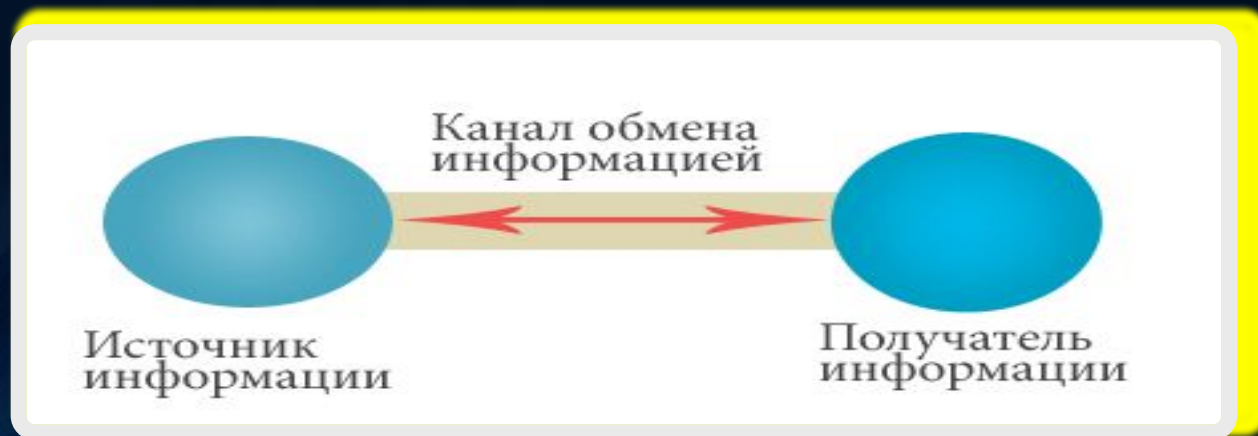 Канал обмена
информацией
Источник
информации
Получатель
информации